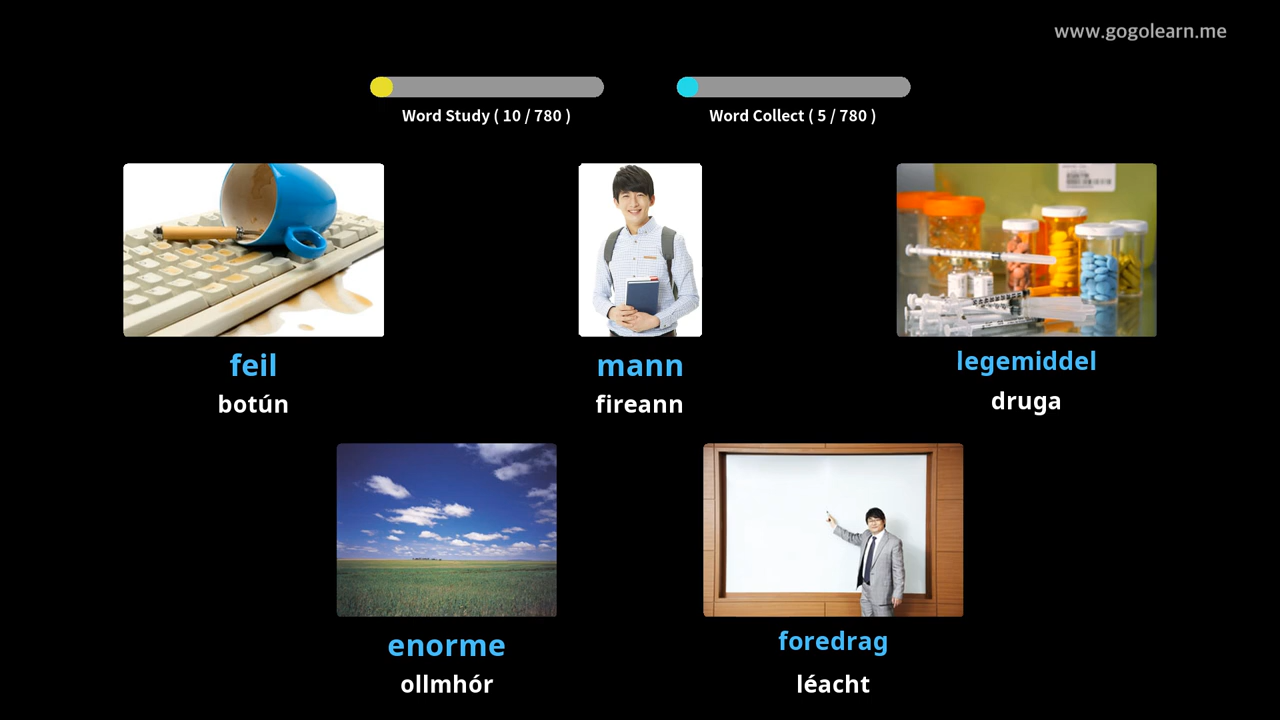 www.gogolearn.me
Word Study ( 10 / 780 )
Word Collect ( 5 / 780 )
feil
mann
legemiddel
botún
fireann
druga
enorme
foredrag
ollmhór
léacht